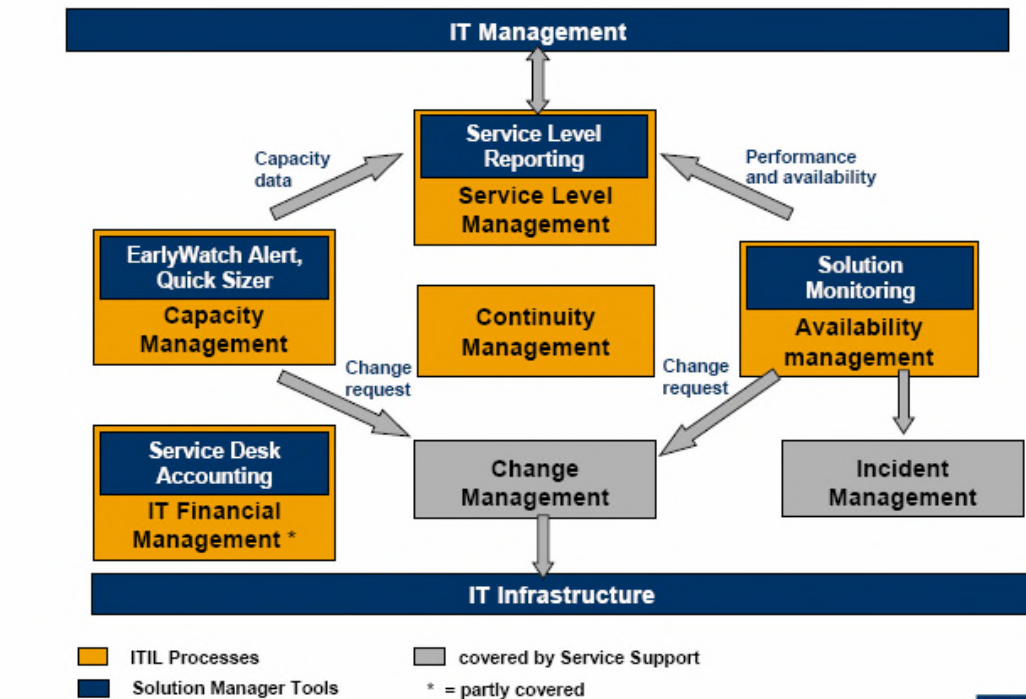 IT Management
Service Level
Reporting
Service Level
Management
Capacity
data
Performance
and availability
EarlyWatch Alert,
Quick Sizer
Capacity
Management
Continuity
Management
Solution
Monitoring
Availability
management
Change
request
Change
request
Service Desk
Accounting
IT Financial
Management *
Change
Management
Incident
Management
IT Infrastructure
ITIL Processes
covered by Service Support
Solution Manager Tools
* = partly covered